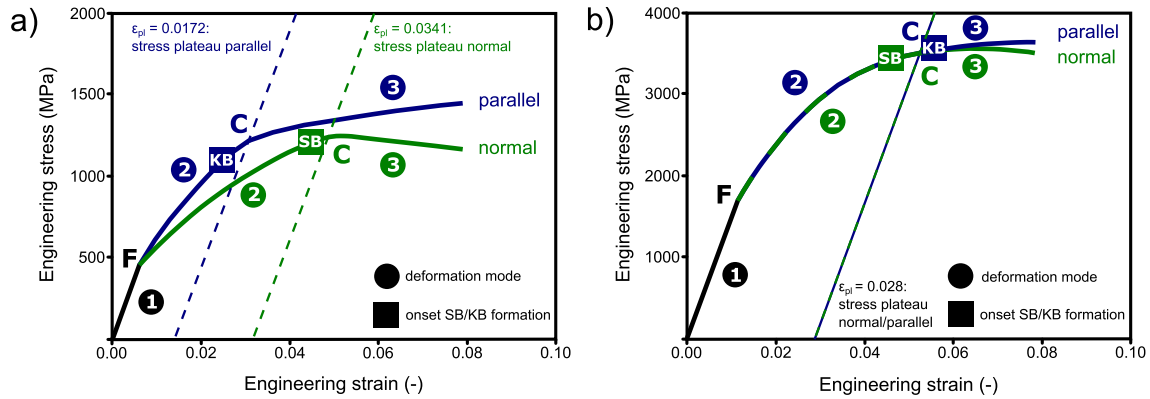 a)
Engineering stress (MPa)
2000
1500
1000
500
0
0.00
0.02
0.04
0.06
0.08
0.10
Engineering strain (-)
ε_pl = 0.0172:
stress plateau parallel
ε_pl = 0.0341:
stress plateau normal
F
1
2
KB
C
3
parallel
2
SB
C
3
normal
deformation mode
onset SB/KB formation
b)
Engineering stress (MPa)
4000
3000
2000
1000
0
0.00
0.02
0.04
0.06
0.08
0.10
Engineering strain (-)
F
1
2
2
SB
C
KB
C
3
3
parallel
normal
ε_pl = 0.028:
stress plateau
normal/parallel
deformation mode
onset SB/KB formation